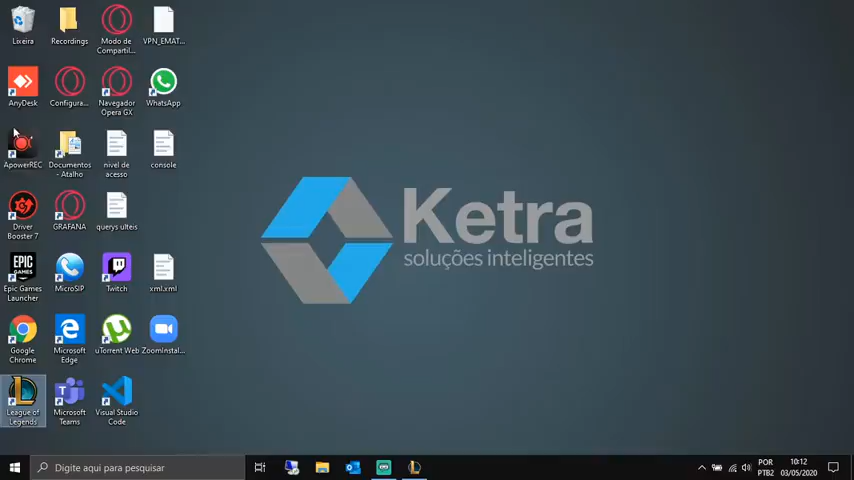 Lixeira
Recordings
Modo de
Compartil...
VPN_EMAT...
AnyDesk
Configura...
Navegador
Opera GX
WhatsApp
ApowerREC
Documentos
- Atalho
nivel de
acesso
console
Driver
Booster 7
GRAFANA
querys ulteis
EPIC
GAMES
Epic Games
Launcher
MicroSIP
Twitch
xml.xml
Google
Chrome
Microsoft
Edge
uTorrent Web
ZoomInstal...
League of
Legends
Microsoft
Teams
Visual Studio
Code
Ketra
soluções inteligentes
Digite aqui para pesquisar
POR
PTB2
10:12
03/05/2020